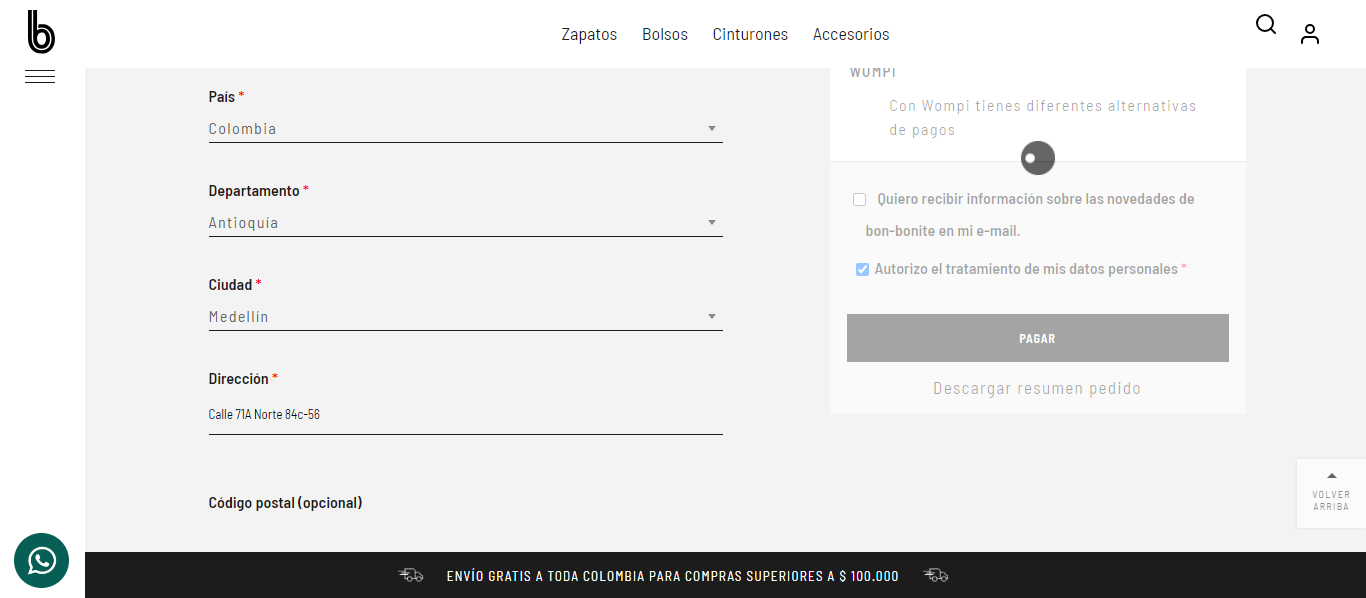 b
Zapatos Bolsos Cinturones Accesorios
País *
Colombia
Departamento *
Antioquía
Ciudad *
Medellín
Dirección *
Calle 71A Norte 84c-56
Código postal (opcional)
WOMPI
Con Wompi tienes diferentes alternativas
de pagos
Quiero recibir información sobre las novedades de
bon-bonite en mi e-mail.
Autorizo el tratamiento de mis datos personales *
PAGAR
Descargar resumen pedido
VOLVER
ARRIBA
ENVÍO GRATIS A TODA COLOMBIA PARA COMPRAS SUPERIORES A $ 100.000